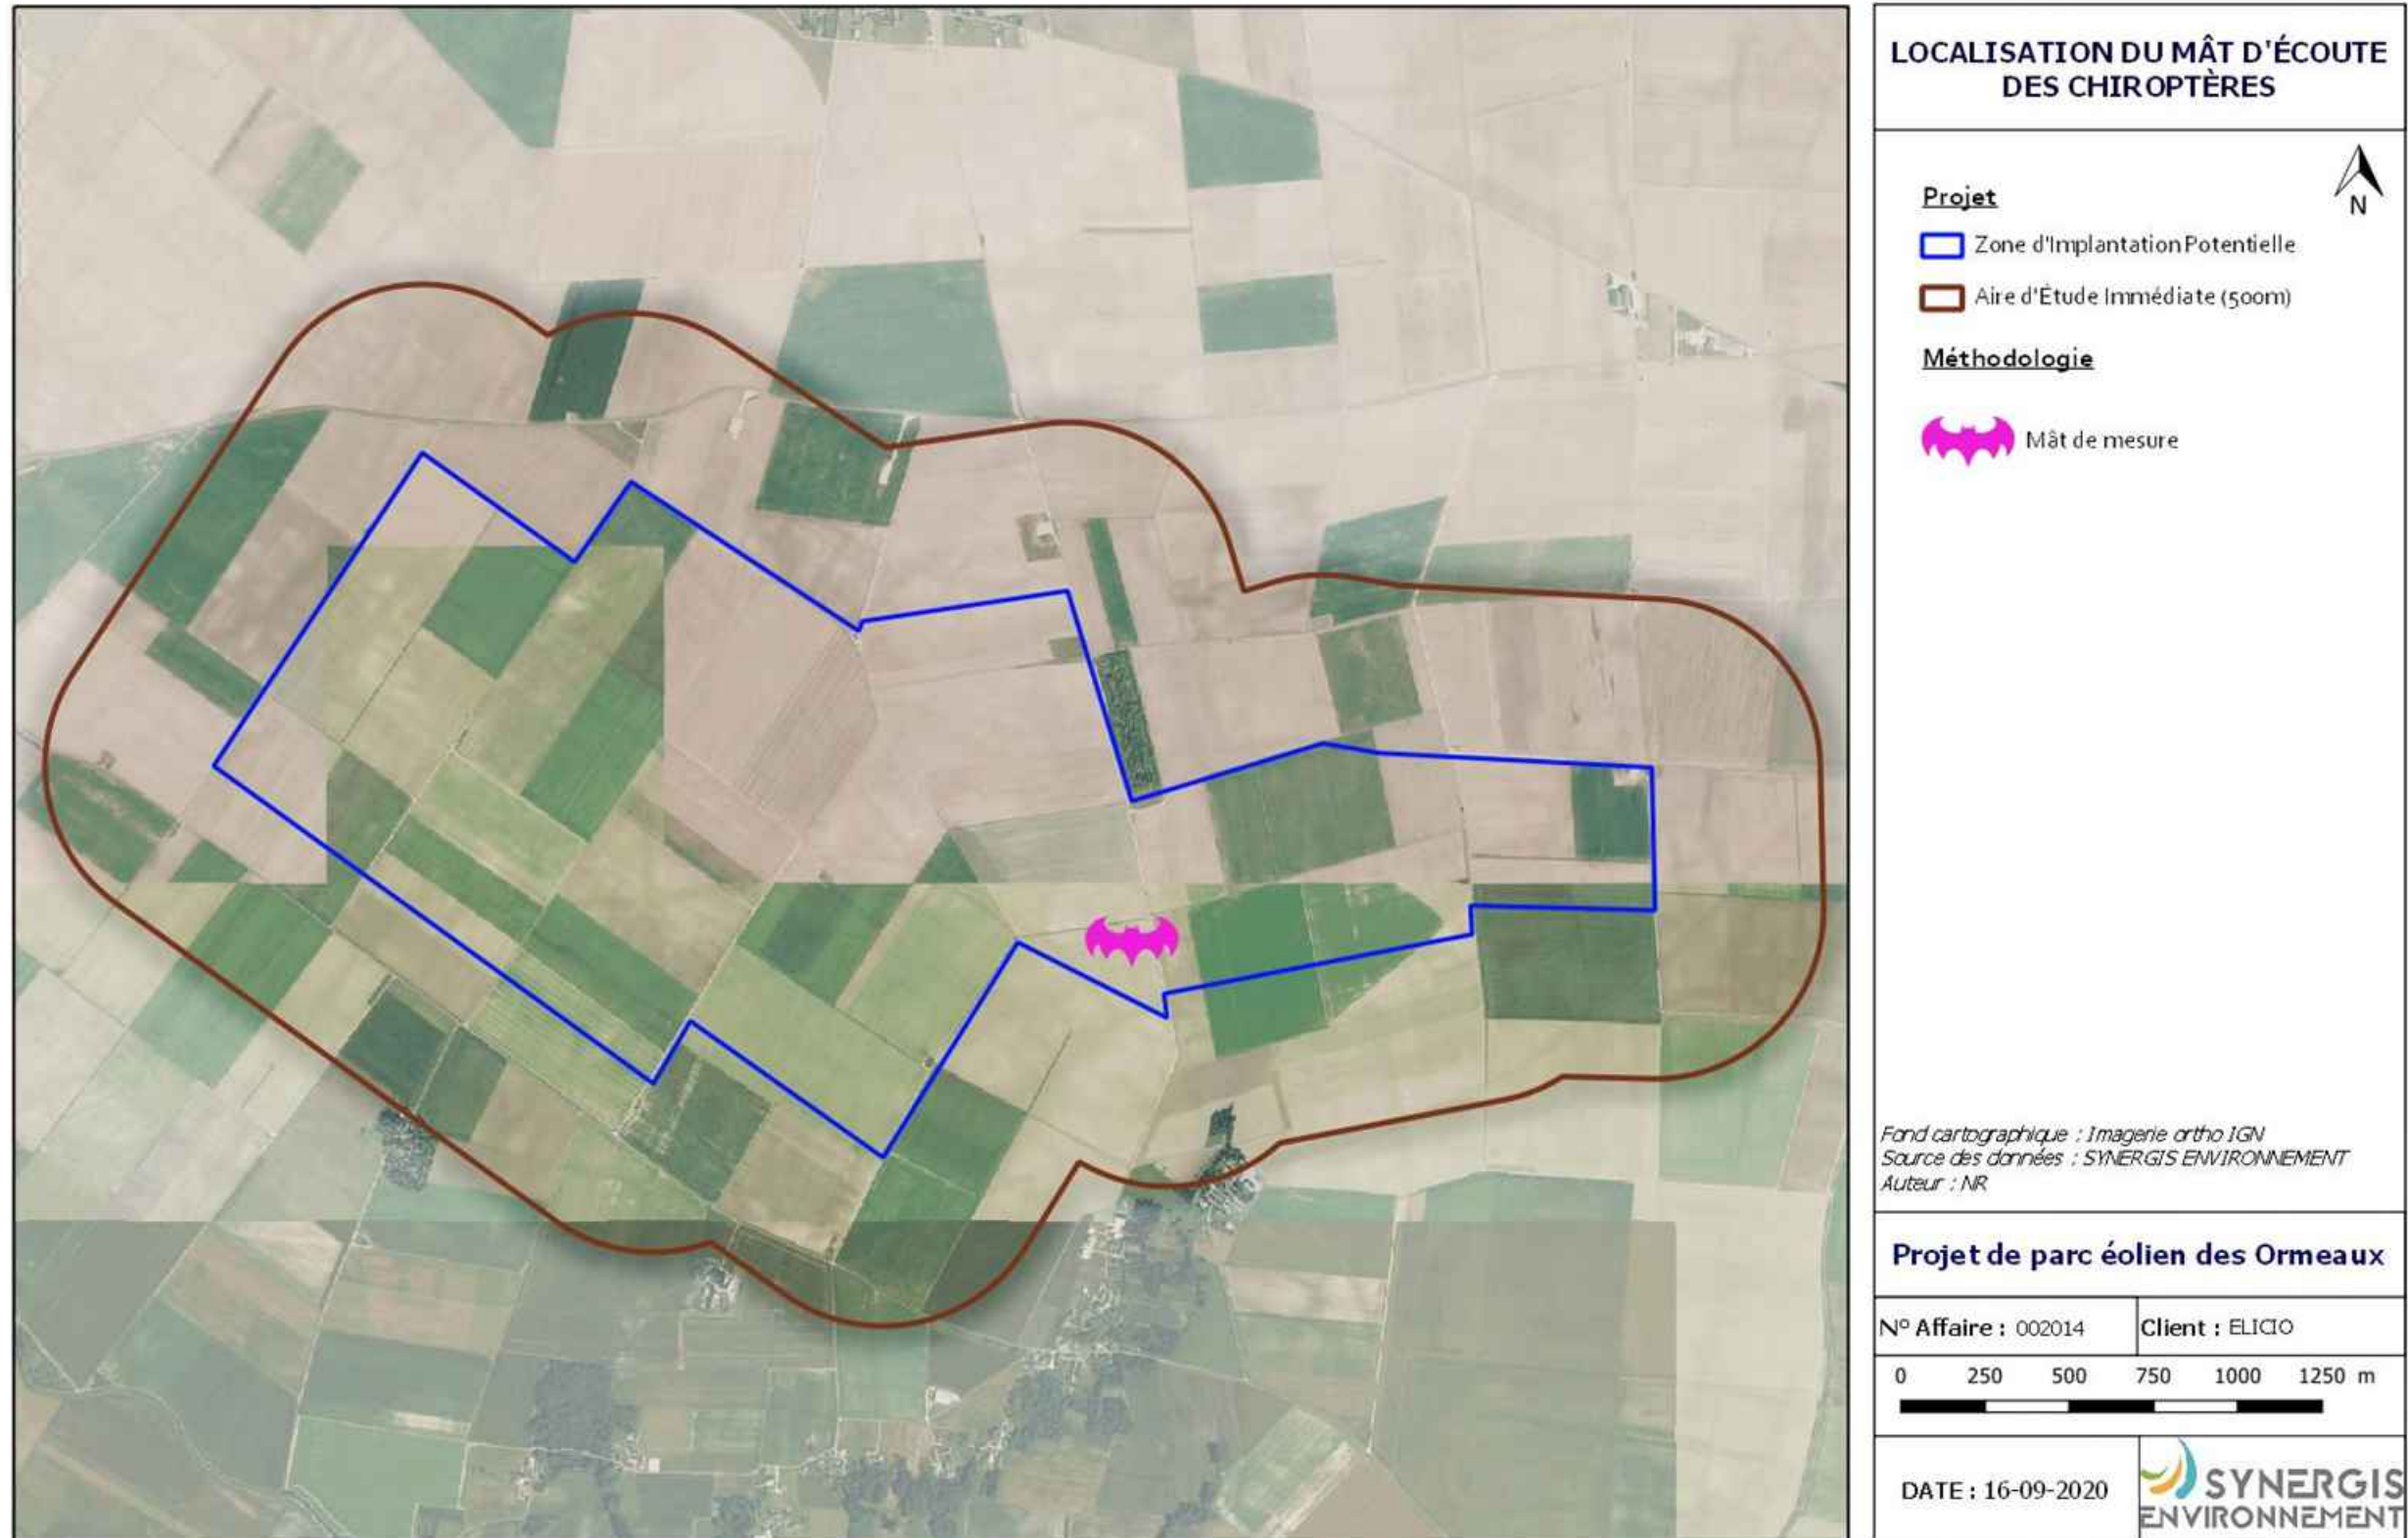 LOCALISATION DU MÂT D'ÉCOUTE
DES CHIROPTÈRES
N
Projet
Zone d'Implantation Potentielle
Aire d'Étude Immédiate (500m)
Méthodologie
Mât de mesure
Fond cartographique : Imagerie ortho IGN
Source des données : SYNERGIS ENVIRONNEMENT
Auteur : NR
Projet de parc éolien des Ormeaux
N° Affaire : 002014 Client : ELICIO
0 250 500 750 1000 1250 m
DATE : 16-09-2020
SYNERGIS
ENVIRONNEMENT